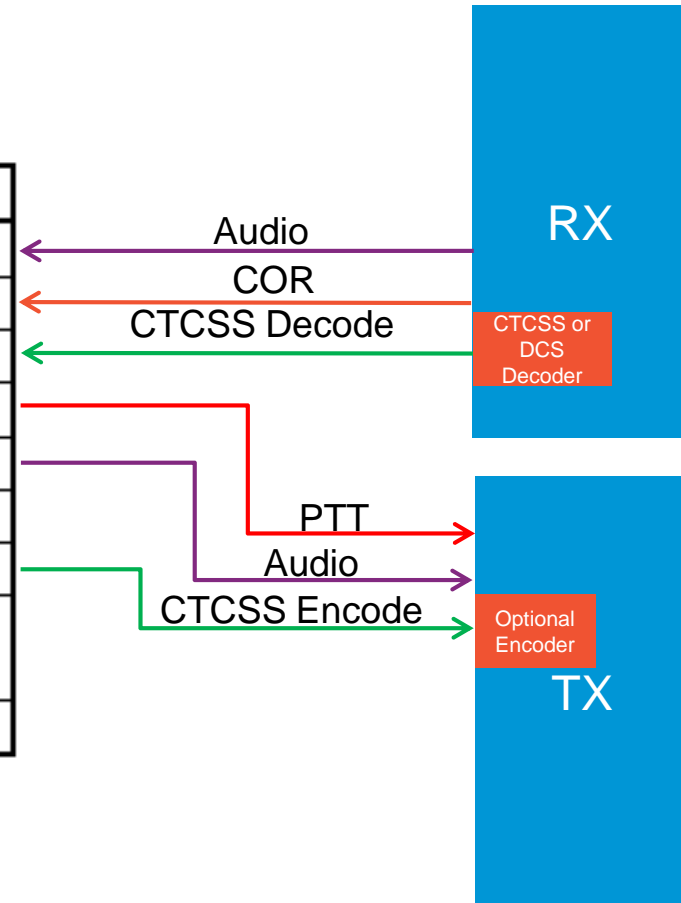 RX
Audio
COR
CTCSS Decode
CTCSS or
DCS
Decoder
PTT
Audio
CTCSS Encode
Optional
Encoder
TX